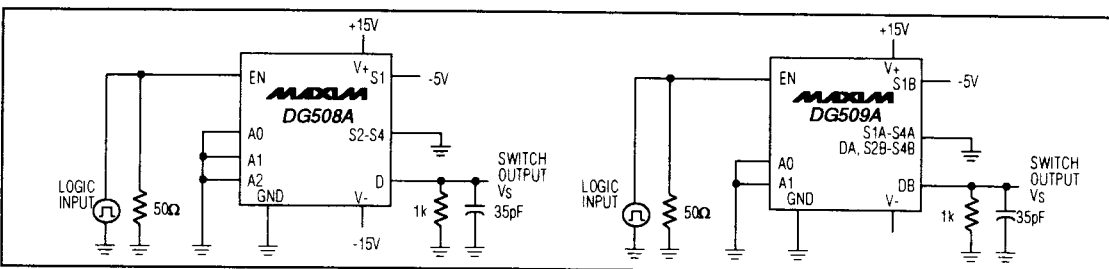 +15V
V+
EN
S1
-5V
MAXIM
DG508A
S2-S4
A0
A1
A2
D
GND
V-
-15V
LOGIC
INPUT
50Ω
1k
35pF
SWITCH
OUTPUT
Vs
+15V
V+
EN
S1B
-5V
MAXIM
DG509A
S1A-S4A
DA, S2B-S4B
A0
A1
DB
GND
V-
LOGIC
INPUT
50Ω
1k
35pF
SWITCH
OUTPUT
Vs